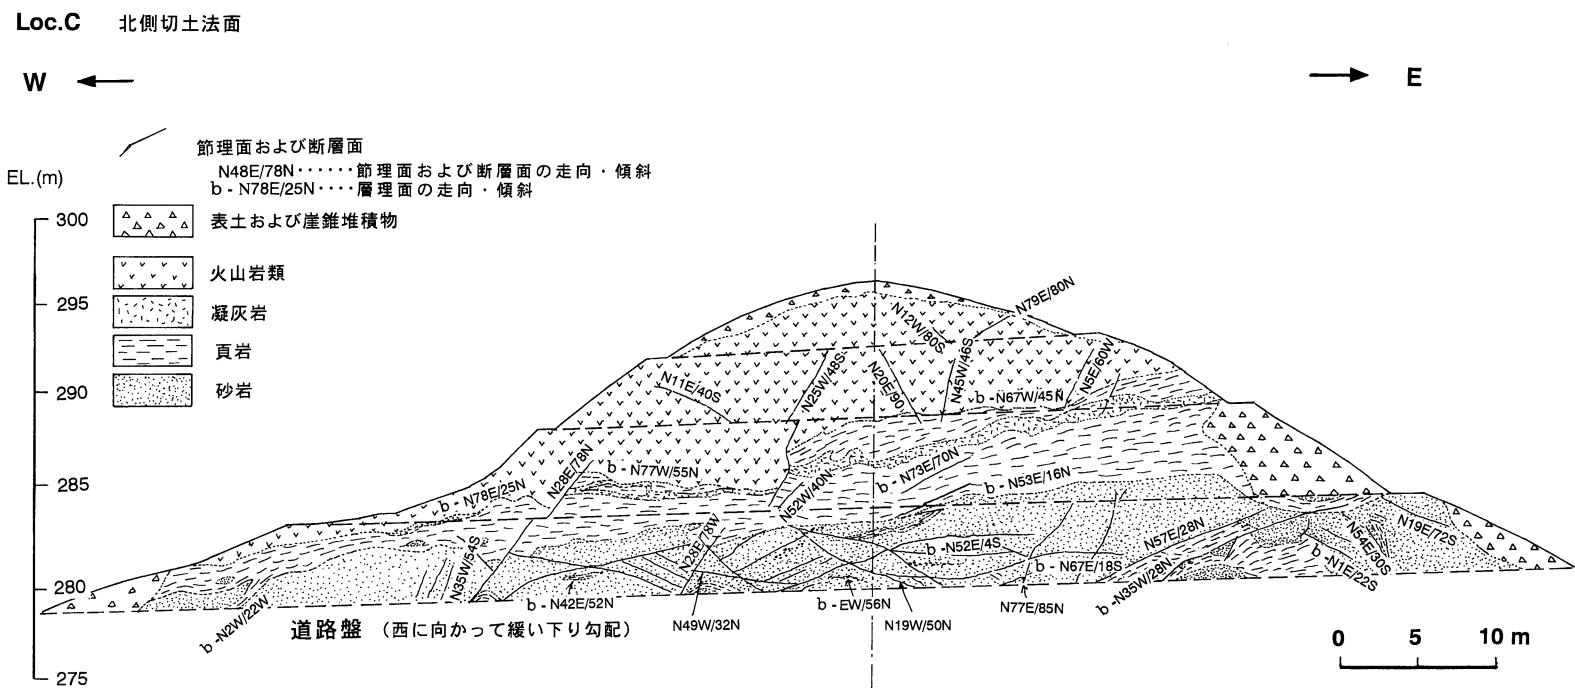 Loc.C 北側切土法面
W
E
節理面および断層面
N48E/78N······節理面および断層面の走向・傾斜
b - N78E/25N····層理面の走向・傾斜
EL.(m)
300
295
290
285
280
275
表土および崖錐堆積物
火山岩類
凝灰岩
頁岩
砂岩
N79E/80N
N12W/80S
N11E/40S
N25W/48S
N20E/90
N45W/46S
N5E/60W
b - N67W/45N
N28E/78N
b - N77W/55N
b - N78E/25N
N52W/40N
b - N73E/70N
b - N53E/16N
N35W/54S
N28E/78W
b - N52E/4S
b - N67E/18S
N57E/28N
N54E/30S
N19E/72S
b - N1E/22S
b - N35W/28N
b -N2W/22W
b - N42E/52N
b - EW/56N
N77E/85N
N49W/32N
N19W/50N
道路盤 （西に向かって緩い下り勾配）
0 5 10 m